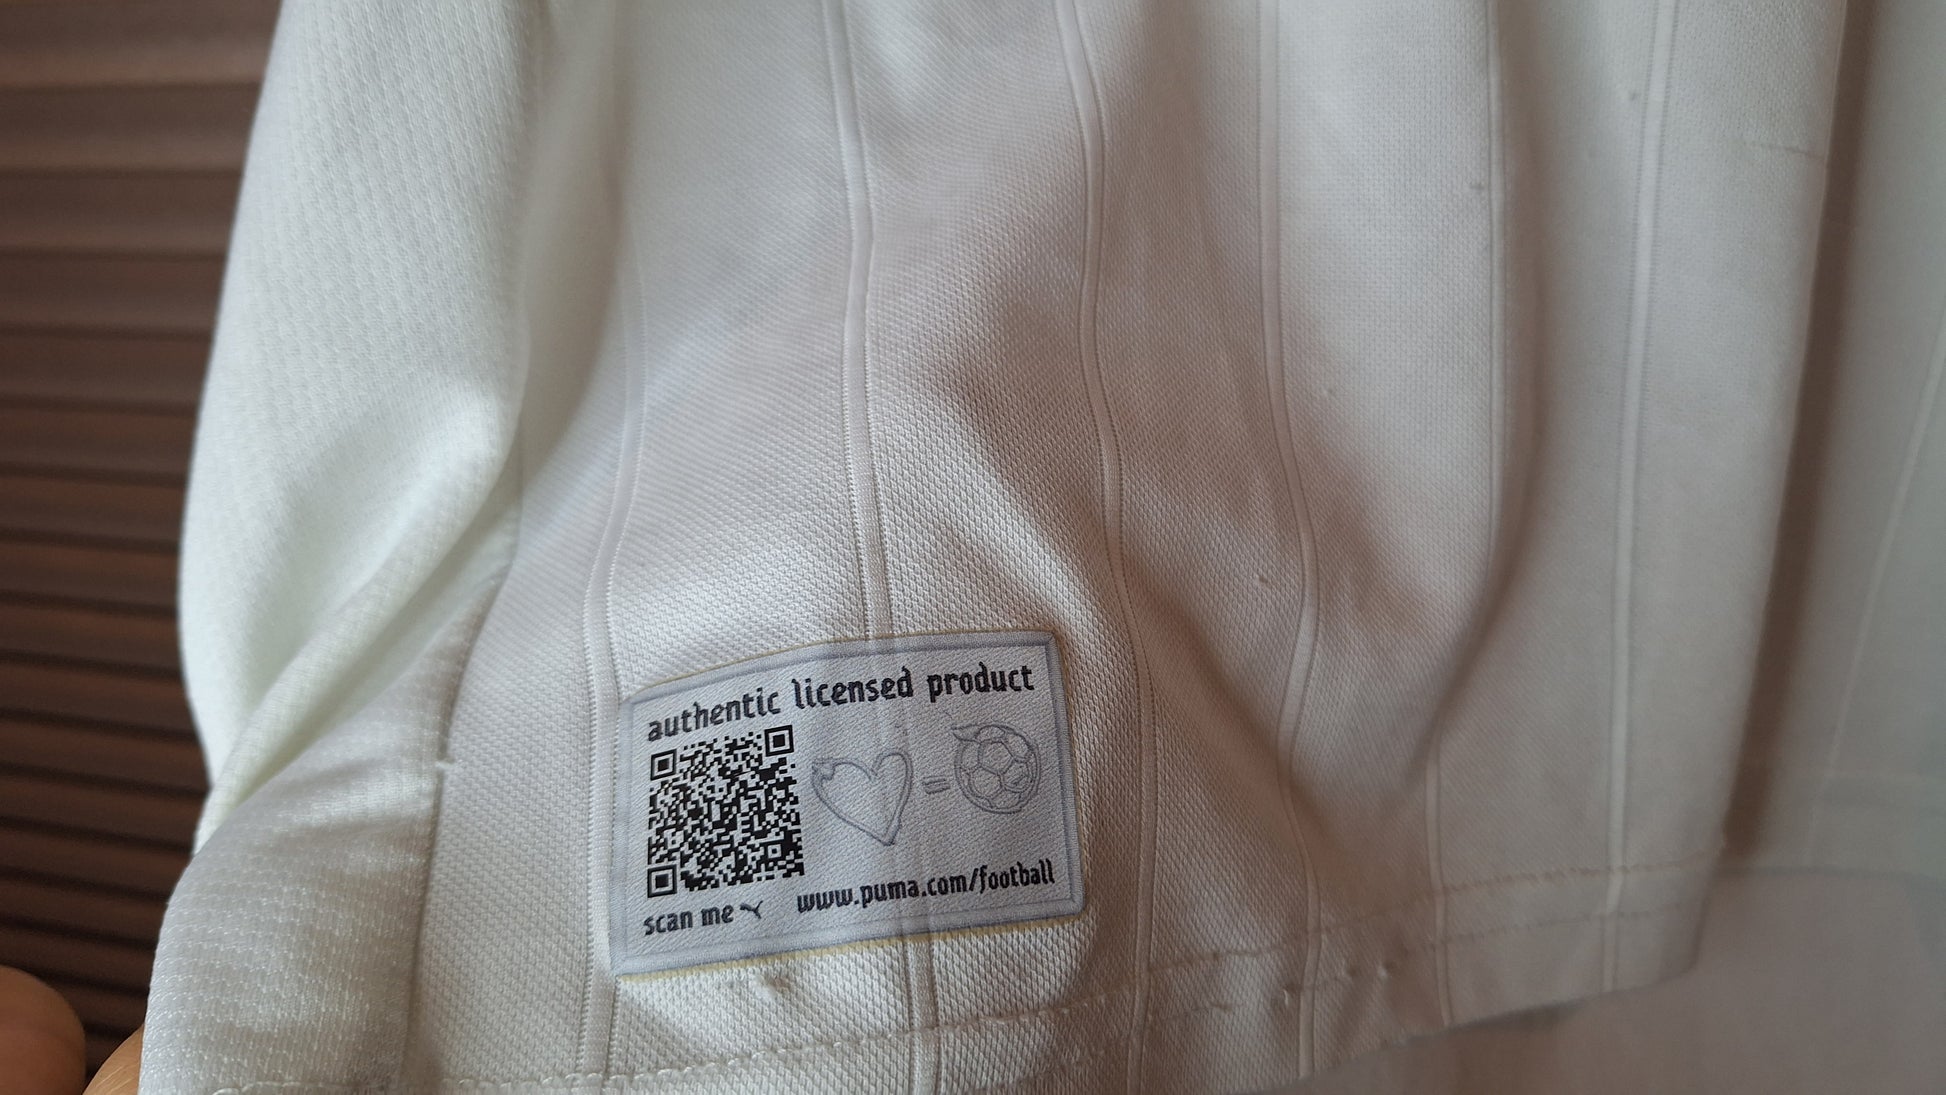 authentic licensed product
=
scan me
www.puma.com/football